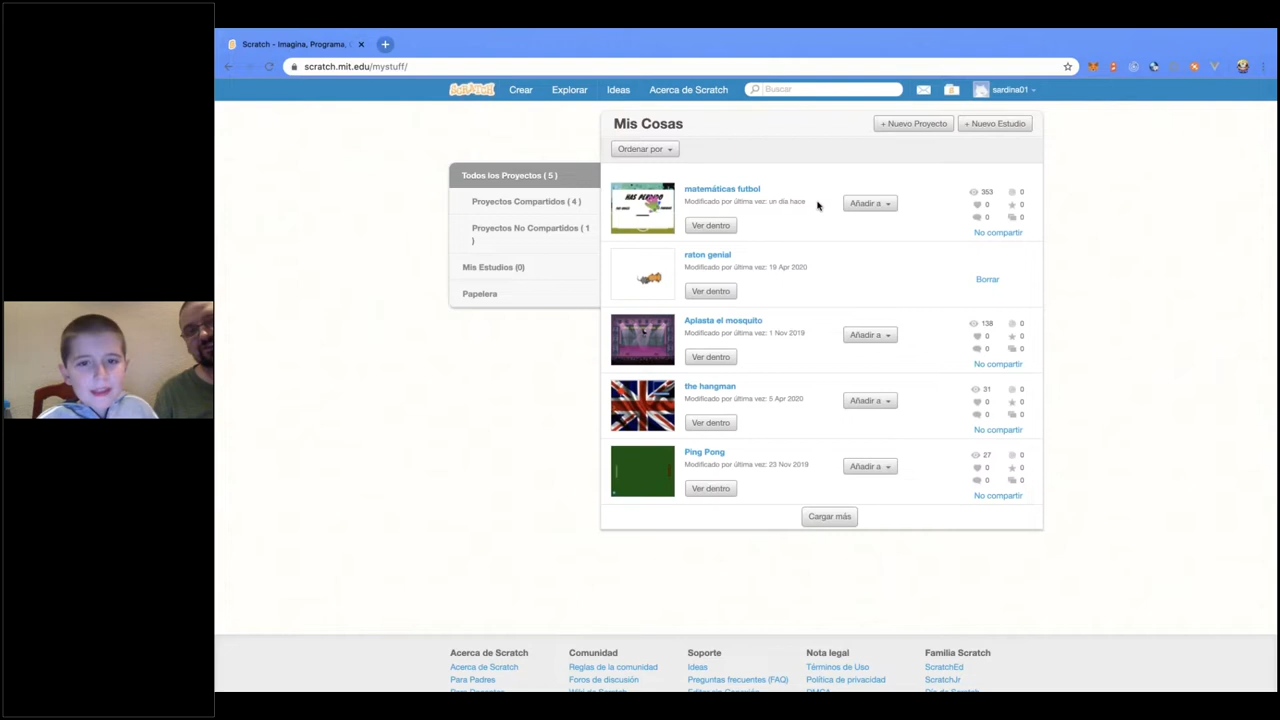 Scratch - Imagina, Programa, C
scratch.mit.edu/mystuff/
SCRATCH Crear Explorar Ideas Acerca de Scratch Buscar sardina01
Mis Cosas + Nuevo Proyecto + Nuevo Estudio
Ordenar por
Todos los Proyectos ( 5 )
Proyectos Compartidos ( 4 )
Proyectos No Compartidos ( 1
)
Mis Estudios (0)
Papelera
HAS PERDIDO
matemáticas futbol
Modificado por última vez: un día hace
Ver dentro
Añadir a
353 0
0 0
0 0
No compartir
raton genial
Modificado por última vez: 19 Apr 2020
Ver dentro
Borrar
Aplasta el mosquito
Modificado por última vez: 1 Nov 2019
Ver dentro
Añadir a
138 0
0 0
0 0
No compartir
the hangman
Modificado por última vez: 5 Apr 2020
Ver dentro
Añadir a
31 0
0 0
0 0
No compartir
Ping Pong
Modificado por última vez: 23 Nov 2019
Ver dentro
Añadir a
27 0
0 0
0 0
No compartir
Cargar más
Acerca de Scratch
Acerca de Scratch
Para Padres
Comunidad
Reglas de la comunidad
Foros de discusión
Soporte
Ideas
Preguntas frecuentes (FAQ)
Nota legal
Términos de Uso
Política de privacidad
Familia Scratch
ScratchEd
ScratchJr